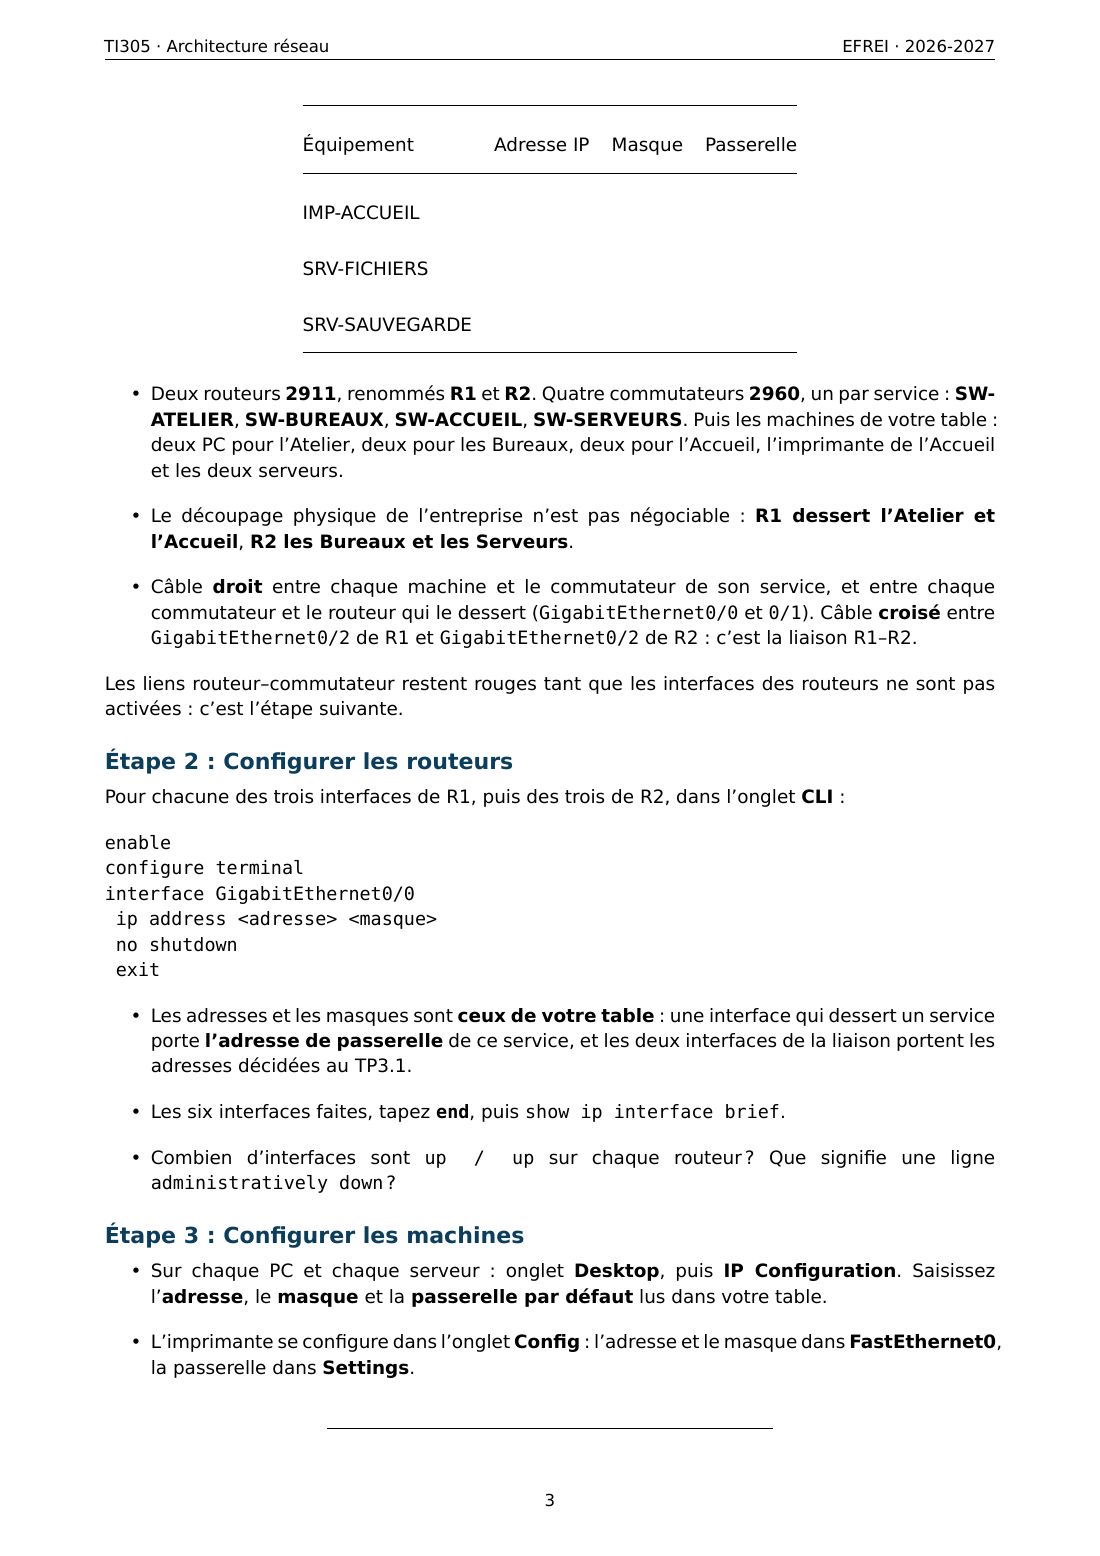 TI305 · Architecture réseau EFREI · 2026-2027
Équipement Adresse IP Masque Passerelle
IMP-ACCUEIL
SRV-FICHIERS
SRV-SAUVEGARDE
• Deux routeurs 2911, renommés R1 et R2. Quatre commutateurs 2960, un par service : SW-
ATELIER, SW-BUREAUX, SW-ACCUEIL, SW-SERVEURS. Puis les machines de votre table :
deux PC pour l’Atelier, deux pour les Bureaux, deux pour l’Accueil, l’imprimante de l’Accueil
et les deux serveurs.
• Le découpage physique de l’entreprise n’est pas négociable : R1 dessert l’Atelier et
l’Accueil, R2 les Bureaux et les Serveurs.
• Câble droit entre chaque machine et le commutateur de son service, et entre chaque
commutateur et le routeur qui le dessert (GigabitEthernet0/0 et 0/1). Câble croisé entre
GigabitEthernet0/2 de R1 et GigabitEthernet0/2 de R2 : c’est la liaison R1–R2.
Les liens routeur–commutateur restent rouges tant que les interfaces des routeurs ne sont pas
activées : c’est l’étape suivante.
Étape 2 : Configurer les routeurs
Pour chacune des trois interfaces de R1, puis des trois de R2, dans l’onglet CLI :
enable
configure terminal
interface GigabitEthernet0/0
 ip address <adresse> <masque>
 no shutdown
 exit
• Les adresses et les masques sont ceux de votre table : une interface qui dessert un service
porte l’adresse de passerelle de ce service, et les deux interfaces de la liaison portent les
adresses décidées au TP3.1.
• Les six interfaces faites, tapez end, puis show ip interface brief.
• Combien d’interfaces sont up / up sur chaque routeur ? Que signifie une ligne
administratively down ?
Étape 3 : Configurer les machines
• Sur chaque PC et chaque serveur : onglet Desktop, puis IP Configuration. Saisissez
l’adresse, le masque et la passerelle par défaut lus dans votre table.
• L’imprimante se configure dans l’onglet Config : l’adresse et le masque dans FastEthernet0,
la passerelle dans Settings.
3